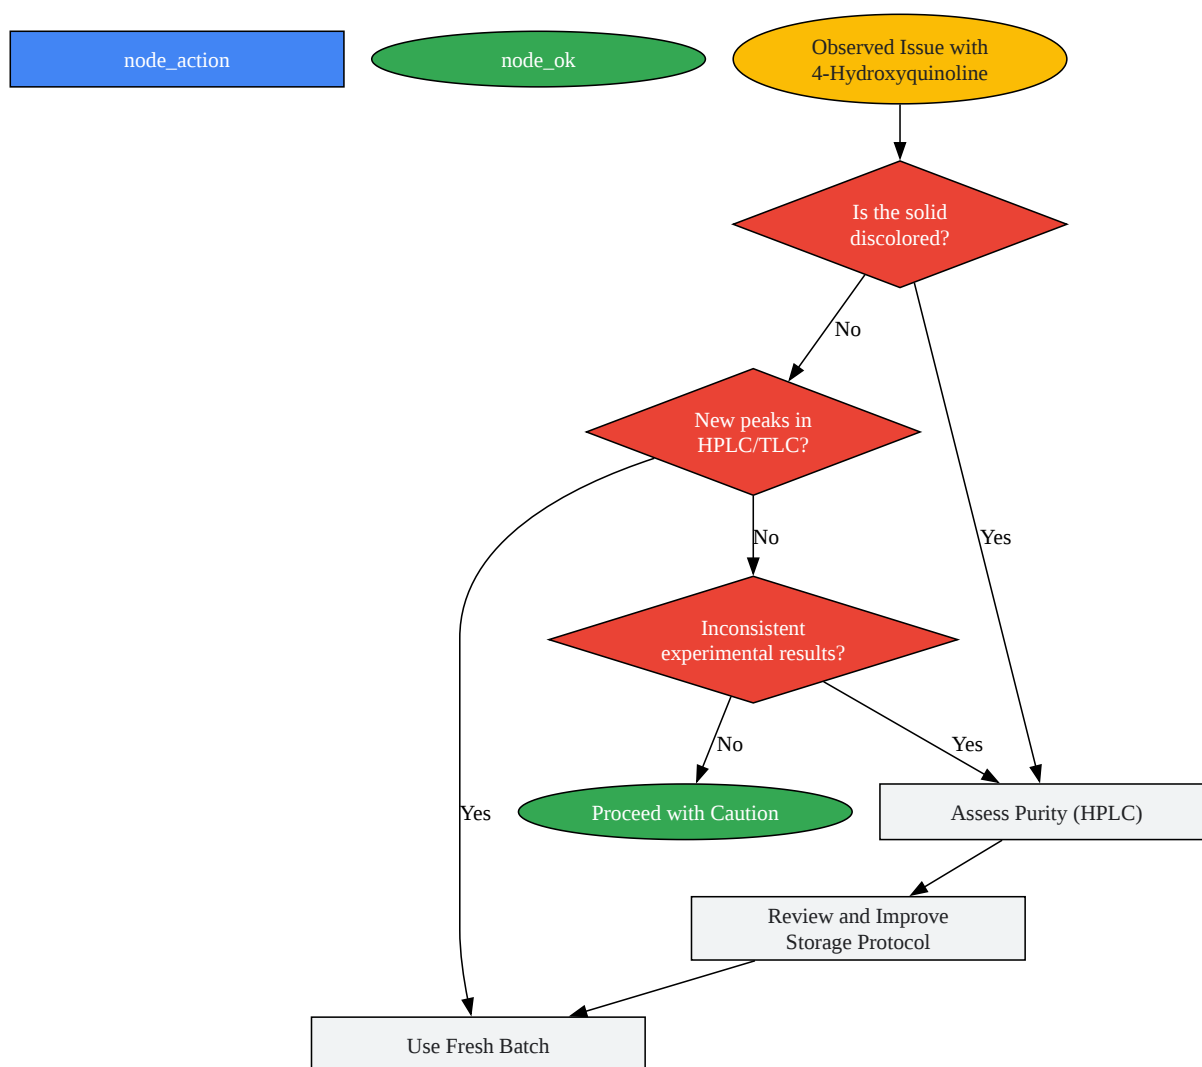 node_action
node_ok
Observed Issue with
4-Hydroxyquinoline
Is the solid
discolored?
No
New peaks in
HPLC/TLC?
No
Yes
Inconsistent
experimental results?
No
Yes
Yes
Proceed with Caution
Assess Purity (HPLC)
Review and Improve
Storage Protocol
Use Fresh Batch